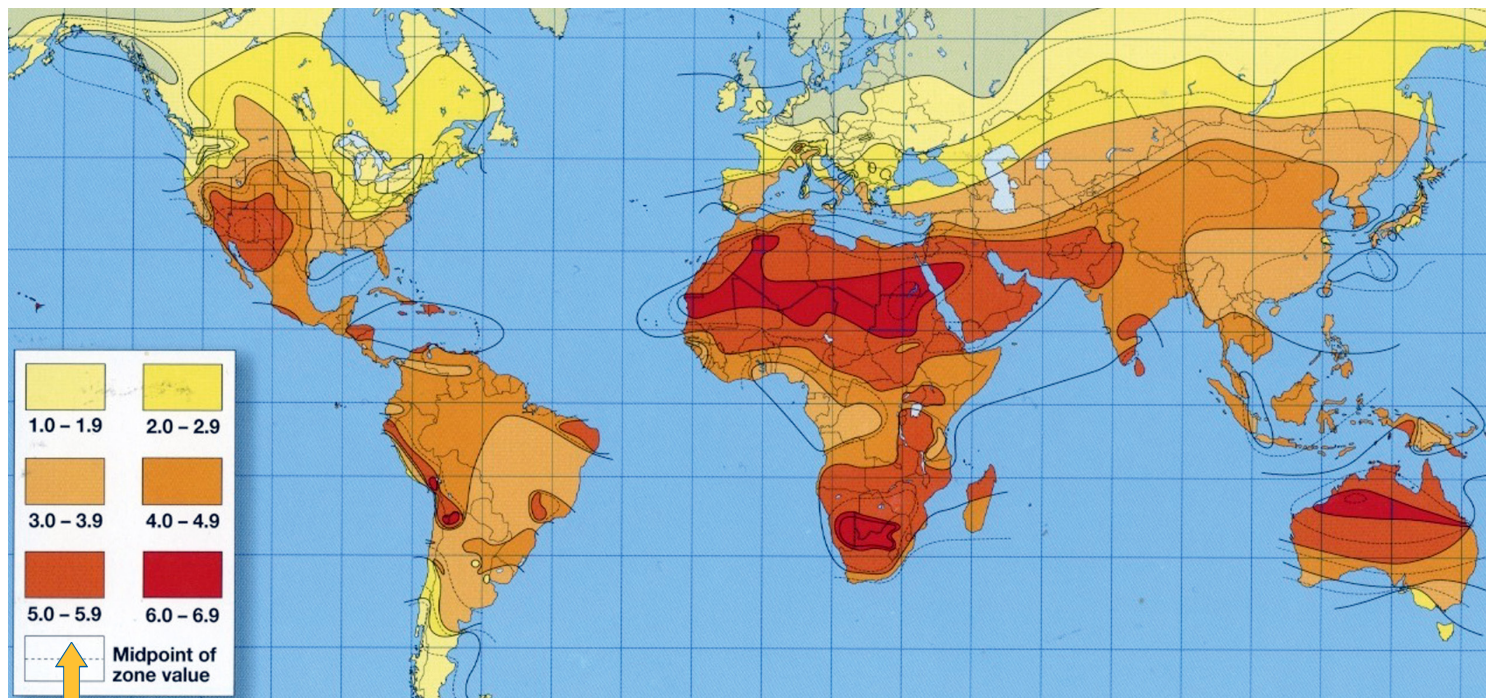 1.0 – 1.9 2.0 – 2.9
3.0 – 3.9 4.0 – 4.9
5.0 – 5.9 6.0 – 6.9
Midpoint of
zone value